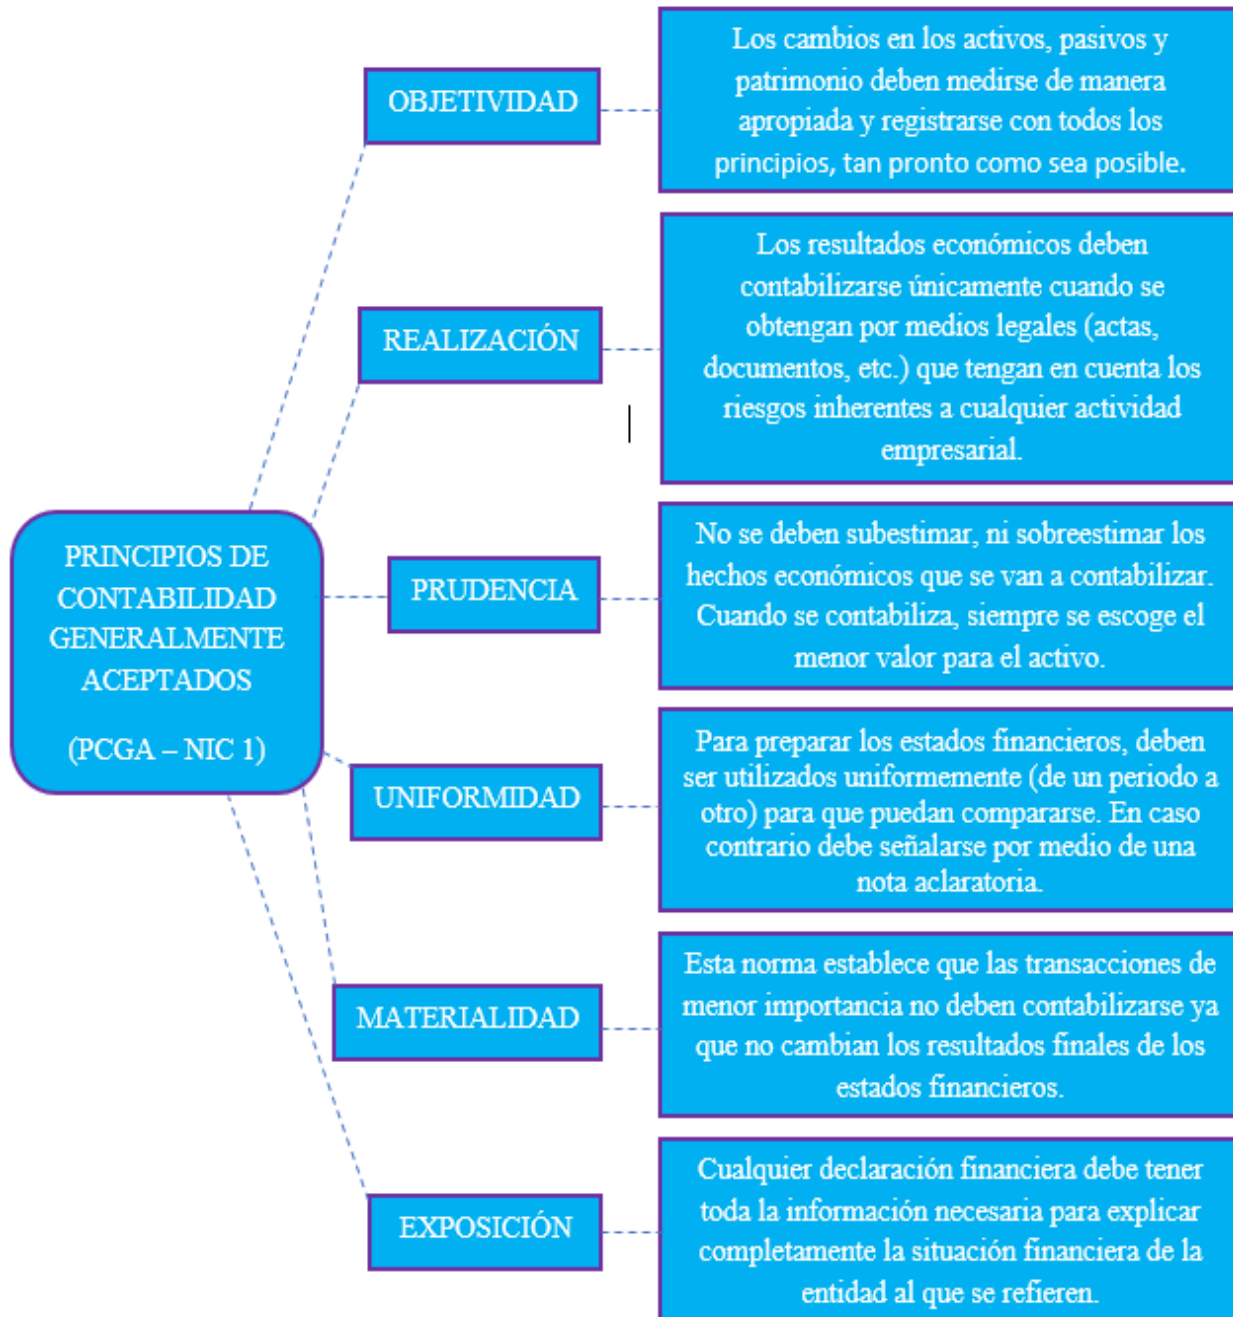 PRINCIPIOS DE
CONTABILIDAD
GENERALMENTE
ACEPTADOS
(PCGA – NIC 1)
OBJETIVIDAD
Los cambios en los activos, pasivos y
patrimonio deben medirse de manera
apropiada y registrarse con todos los
principios, tan pronto como sea posible.
REALIZACIÓN
Los resultados económicos deben
contabilizarse únicamente cuando se
obtengan por medios legales (actas,
documentos, etc.) que tengan en cuenta los
riesgos inherentes a cualquier actividad
empresarial.
PRUDENCIA
No se deben subestimar, ni sobreestimar los
hechos económicos que se van a contabilizar.
Cuando se contabiliza, siempre se escoge el
menor valor para el activo.
UNIFORMIDAD
Para preparar los estados financieros, deben
ser utilizados uniformemente (de un periodo a
otro) para que puedan compararse. En caso
contrario debe señalarse por medio de una
nota aclaratoria.
MATERIALIDAD
Esta norma establece que las transacciones de
menor importancia no deben contabilizarse ya
que no cambian los resultados finales de los
estados financieros.
EXPOSICIÓN
Cualquier declaración financiera debe tener
toda la información necesaria para explicar
completamente la situación financiera de la
entidad al que se refieren.